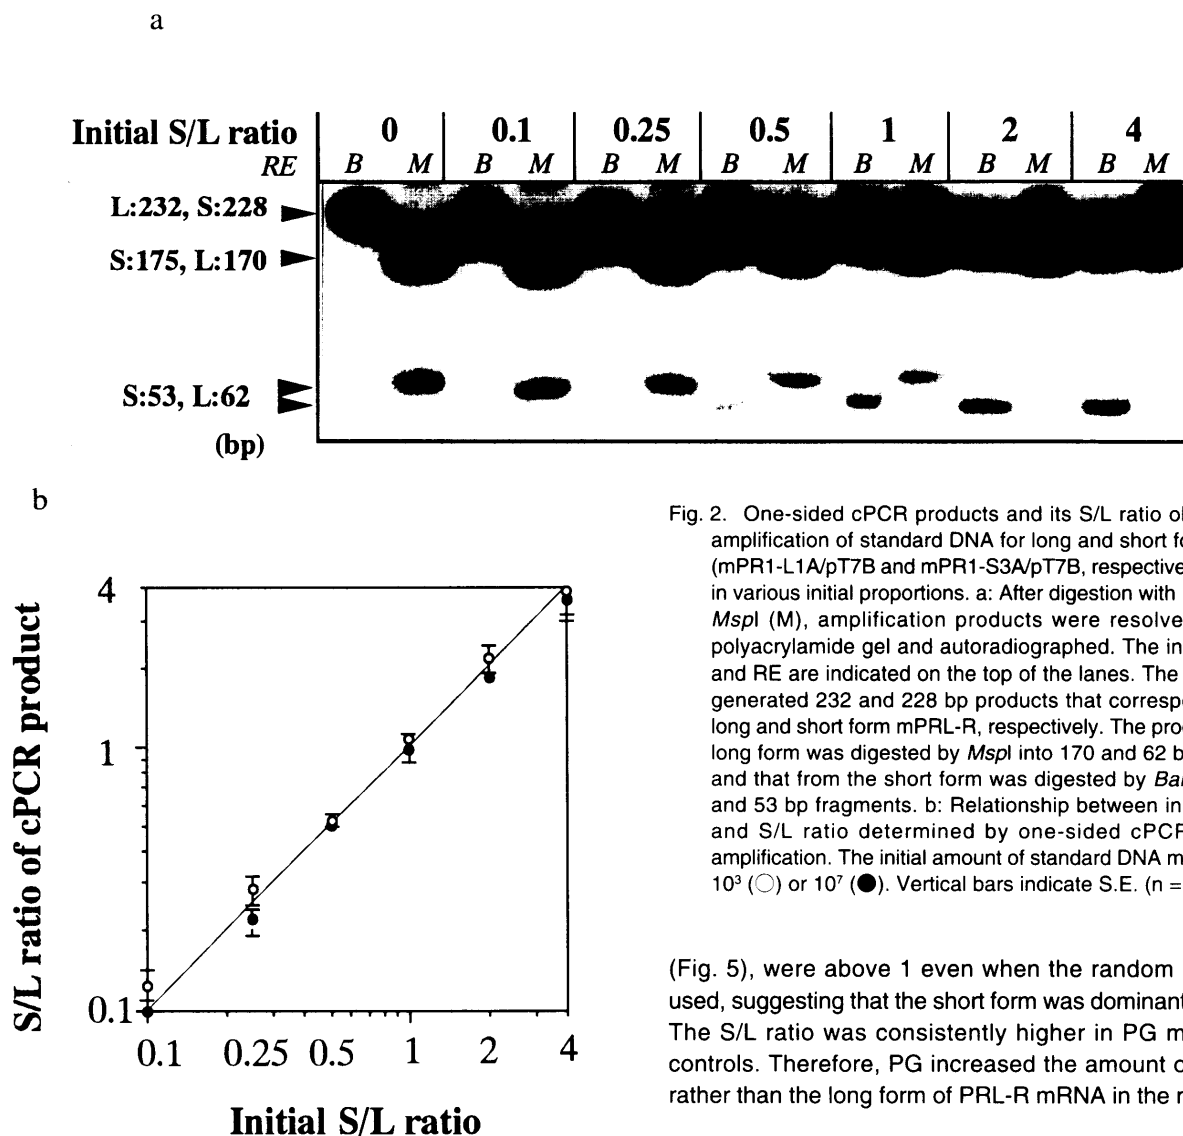 a
Initial S/L ratio 0 0.1 0.25 0.5 1 2 4
RE B M B M B M B M B M B M B M
L:232, S:228
S:175, L:170
S:53, L:62
(bp)
b
S/L ratio of cPCR product
4
1
0.1
0.1 0.25 0.5 1 2 4
Initial S/L ratio
Fig. 2. One-sided cPCR products and its S/L ratio
amplification of standard DNA for long and short
(mPR1-L1A/pT7B and mPR1-S3A/pT7B,
in various initial proportions. a: After digestion with
MspI (M), amplification products were
polyacrylamide gel and autoradiographed. The
and RE are indicated on the top of the lanes. The
generated 232 and 228 bp products that
long and short form mPRL-R, respectively. The
long form was digested by MspI into 170 and 62
and that from the short form was digested by
and 53 bp fragments. b: Relationship between
and S/L ratio determined by one-sided cPCR
amplification. The initial amount of standard DNA
10³ (○) or 10⁷ (●). Vertical bars indicate S.E. (n =
(Fig. 5), were above 1 even when the random
used, suggesting that the short form was dominant
The S/L ratio was consistently higher in PG
controls. Therefore, PG increased the amount
rather than the long form of PRL-R mRNA in the